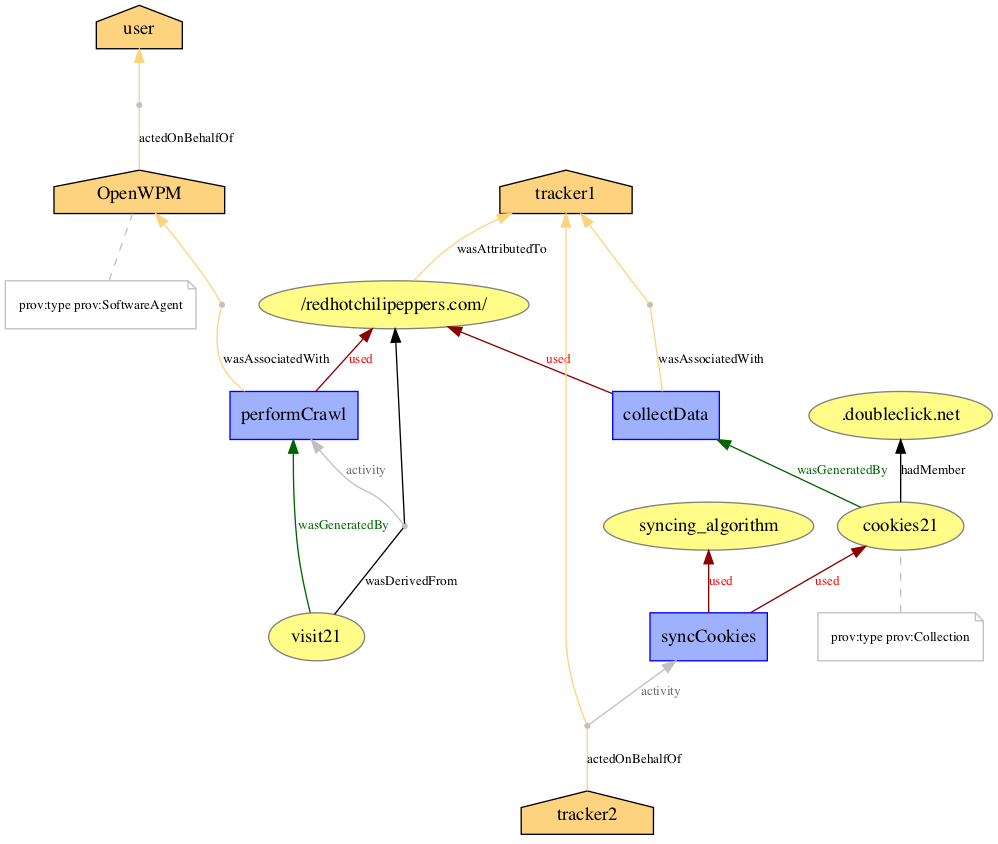 user
actedOnBehalfOf
OpenWPM
tracker1
wasAttributedTo
prov:type prov:SoftwareAgent
/redhotchilipeppers.com/
wasAssociatedWith
used
used
wasAssociatedWith
performCrawl
collectData
.doubleclick.net
activity
wasGeneratedBy
hadMember
wasGeneratedBy
syncing_algorithm
cookies21
wasDerivedFrom
used
used
visit21
syncCookies
prov:type prov:Collection
activity
actedOnBehalfOf
tracker2